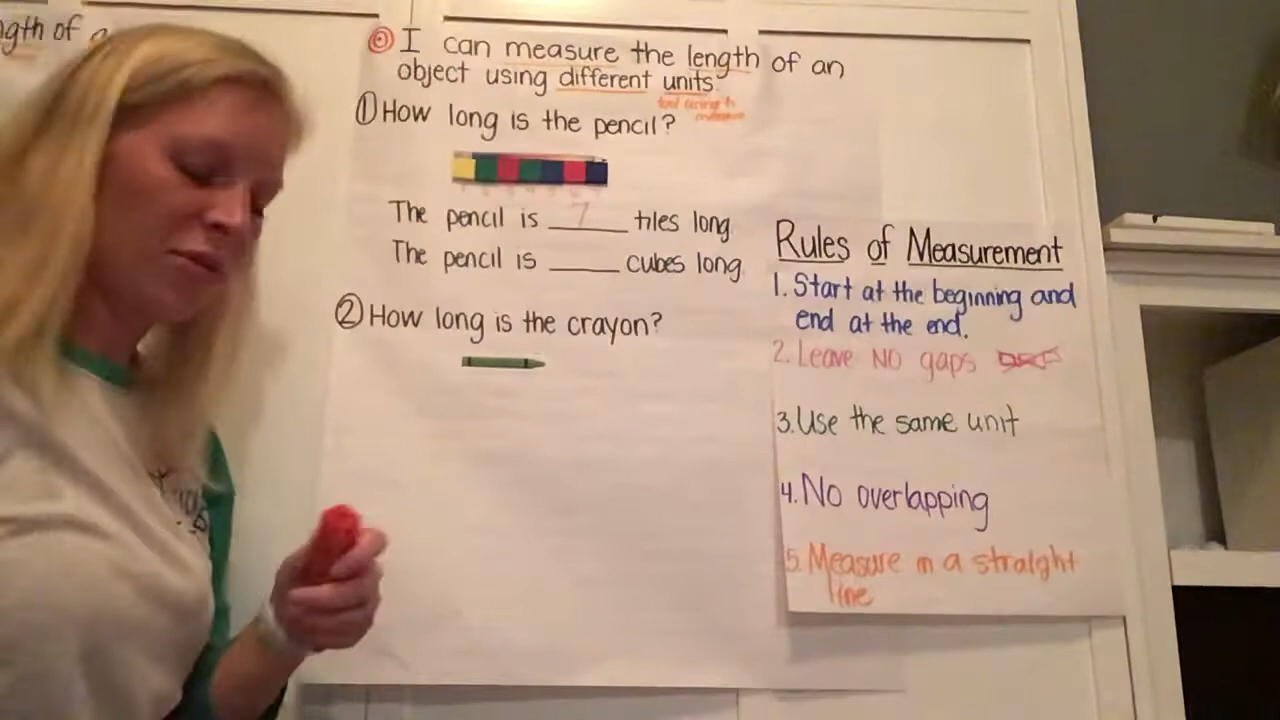 ngth of
I can measure the length of an
object using different units.
① How long is the pencil?
The pencil is 7 tiles long
The pencil is ____ cubes long
② How long is the crayon?
Rules of Measurement
1. Start at the beginning and
end at the end.
2. Leave NO gaps
3. Use the same unit
4. No overlapping
5. Measure in a straight
line